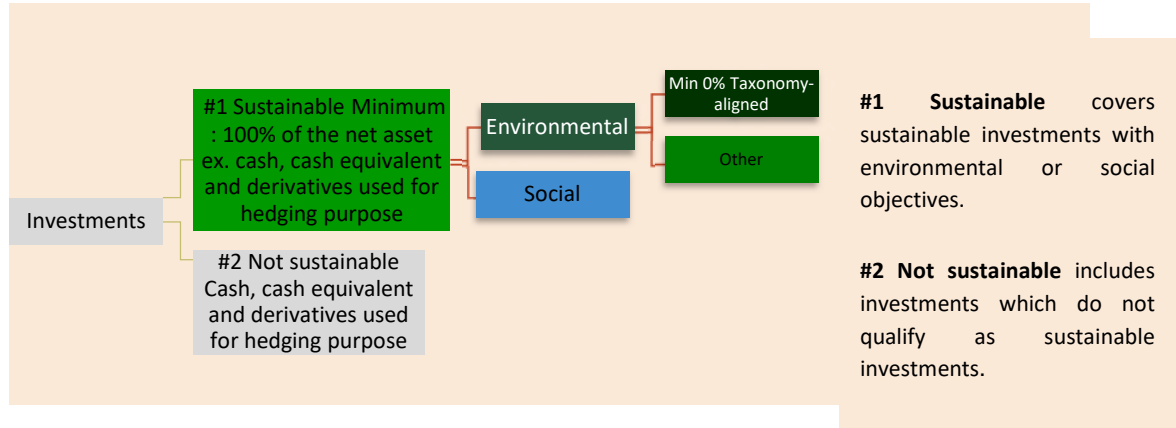 Investments
#1 Sustainable Minimum
: 100% of the net asset
ex. cash, cash equivalent
and derivatives used for
hedging purpose
#2 Not sustainable
Cash, cash equivalent
and derivatives used
for hedging purpose
Environmental
Social
Min 0% Taxonomy-
aligned
Other
#1 Sustainable covers
sustainable investments with
environmental or social
objectives.
#2 Not sustainable includes
investments which do not
qualify as sustainable
investments.